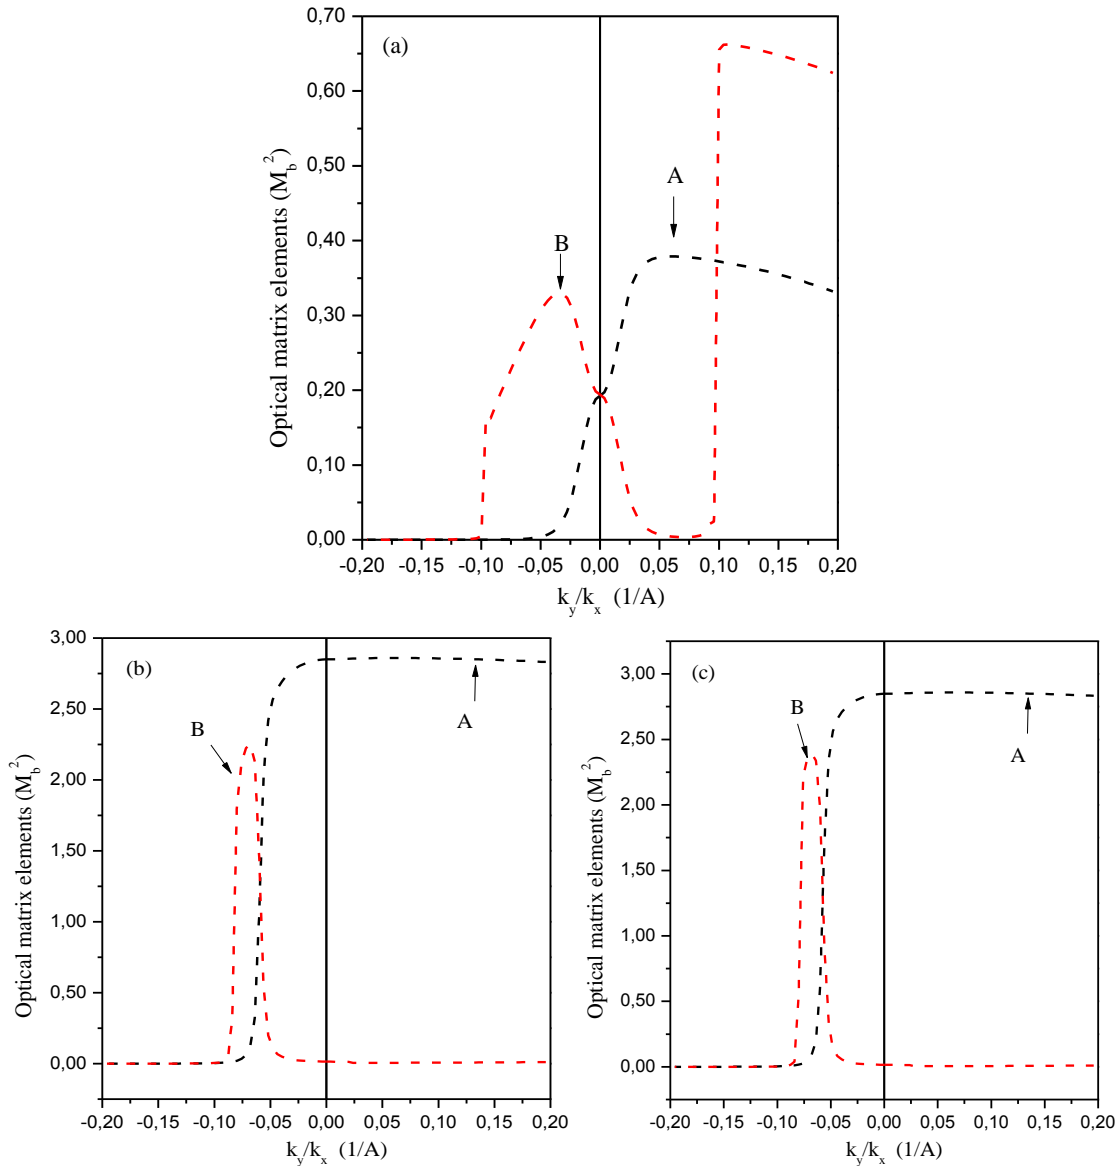 (a)
0,70
0,60
0,50
0,40
0,30
0,20
0,10
0,00
Optical matrix elements (M_b^2)
A
B
-0,20 -0,15 -0,10 -0,05 0,00 0,05 0,10 0,15 0,20
k_y/k_x (1/A)
(b)
3,00
2,50
2,00
1,50
1,00
0,50
0,00
Optical matrix elements (M_b^2)
B
A
-0,20 -0,15 -0,10 -0,05 0,00 0,05 0,10 0,15 0,20
k_y/k_x (1/A)
(c)
3,00
2,50
2,00
1,50
1,00
0,50
0,00
Optical matrix elements (M_b^2)
B
A
-0,20 -0,15 -0,10 -0,05 0,00 0,05 0,10 0,15 0,20
k_y/k_x (1/A)